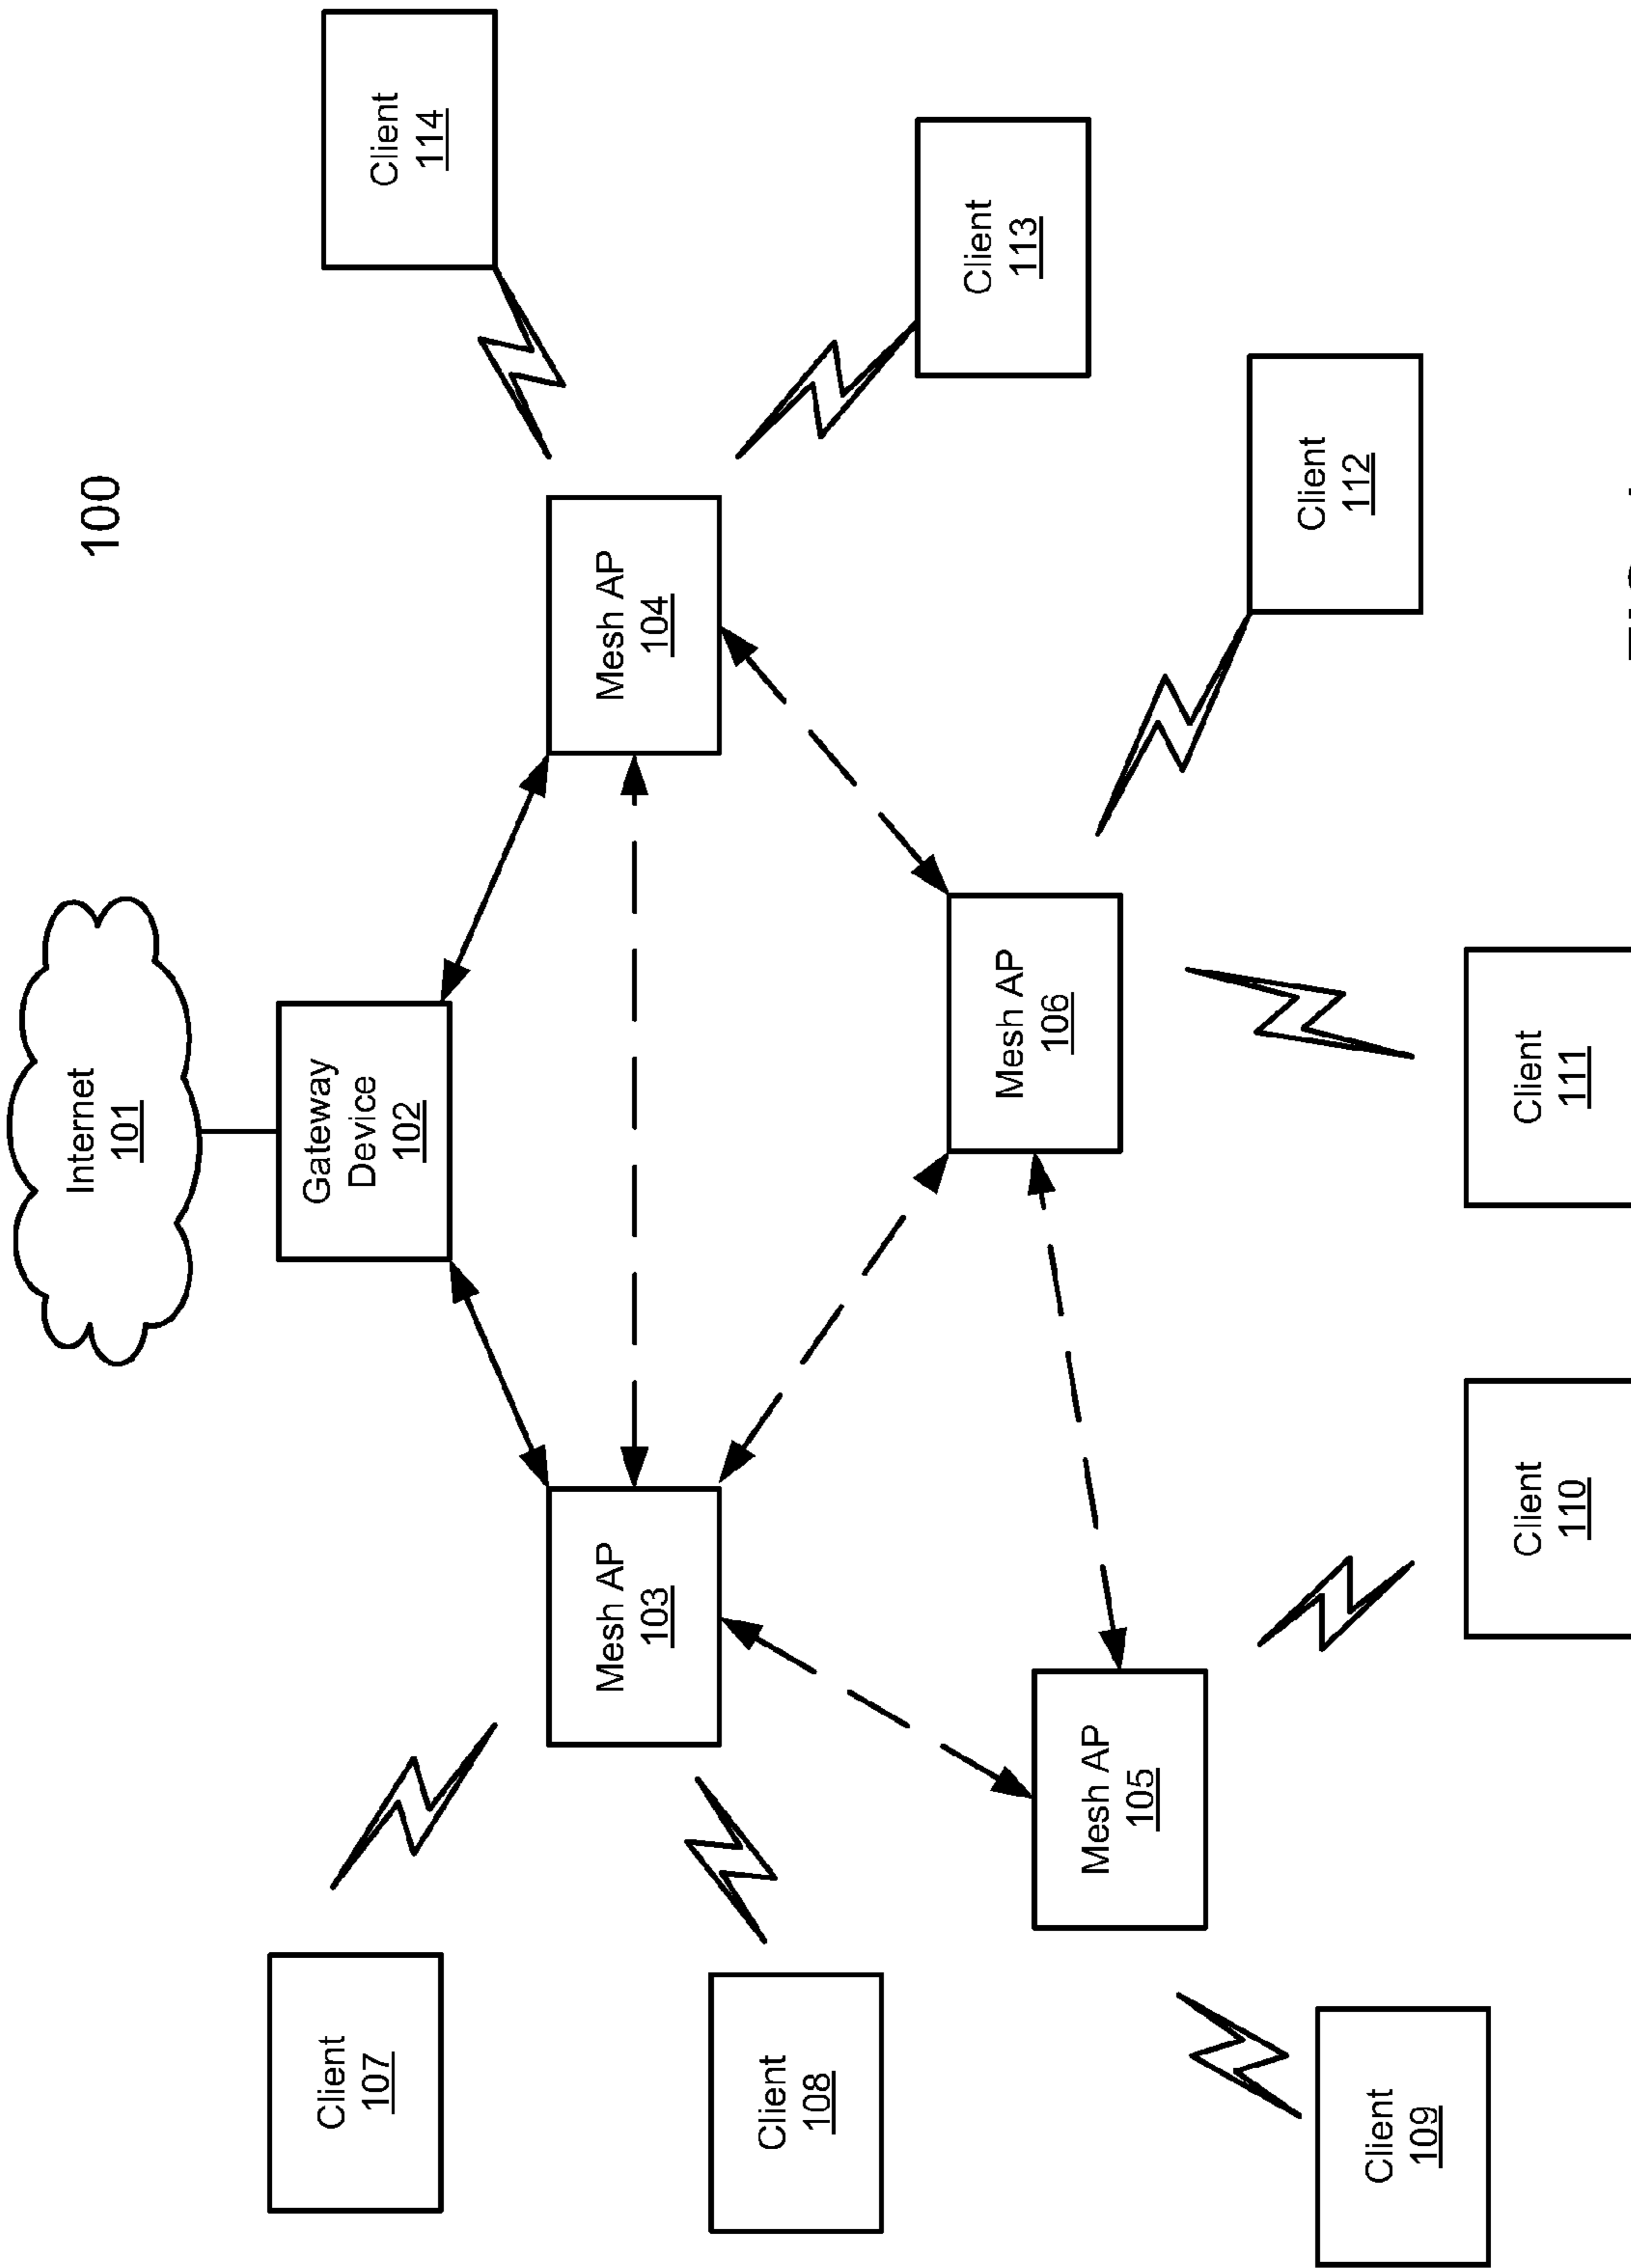 Internet
101
100
Gateway
Device
102
Client
107
Client
114
Mesh AP
103
Mesh AP
104
Client
108
Client
113
Mesh AP
106
Mesh AP
105
Client
112
Client
109
Client
110
Client
111